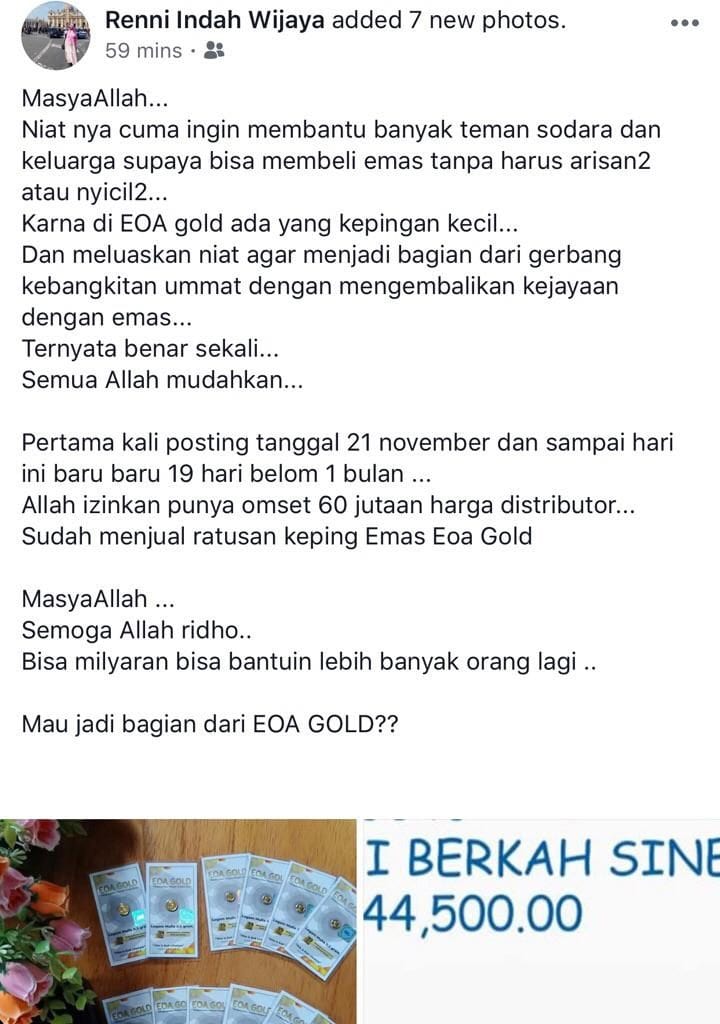 Renni Indah Wijaya added 7 new photos.
59 mins ·
MasyaAllah...
Niat nya cuma ingin membantu banyak teman sodara dan
keluarga supaya bisa membeli emas tanpa harus arisan2
atau nyicil2...
Karna di EOA gold ada yang kepingan kecil...
Dan meluaskan niat agar menjadi bagian dari gerbang
kebangkitan ummat dengan mengembalikan kejayaan
dengan emas...
Ternyata benar sekali...
Semua Allah mudahkan...
Pertama kali posting tanggal 21 november dan sampai hari
ini baru baru 19 hari belom 1 bulan ...
Allah izinkan punya omset 60 jutaan harga distributor...
Sudah menjual ratusan keping Emas Eoa Gold
MasyaAllah ...
Semoga Allah ridho..
Bisa milyaran bisa bantuin lebih banyak orang lagi ..
Mau jadi bagian dari EOA GOLD??
EOA GOLD
EOA GOLD
EOA GOLD
EOA GOL
EOA GOLD
EOA GOL
EOA GOLD
EOA GO
EOA GOL
EOA GOLD
EOA GOL
I BERKAH SINE
44,500.00